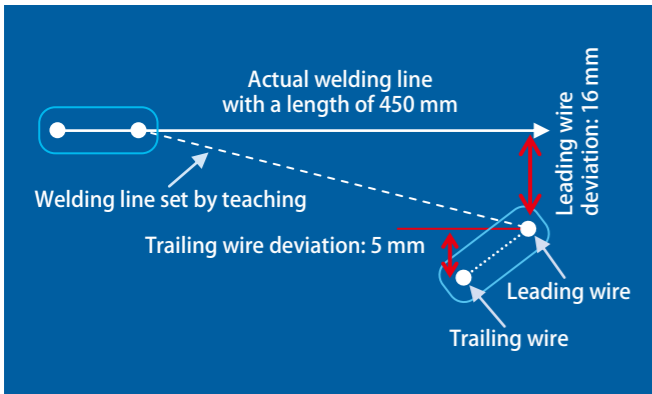 Actual welding line
with a length of 450 mm
Leading wire
deviation: 16 mm
Welding line set by teaching
Trailing wire deviation: 5 mm
Leading wire
Trailing wire